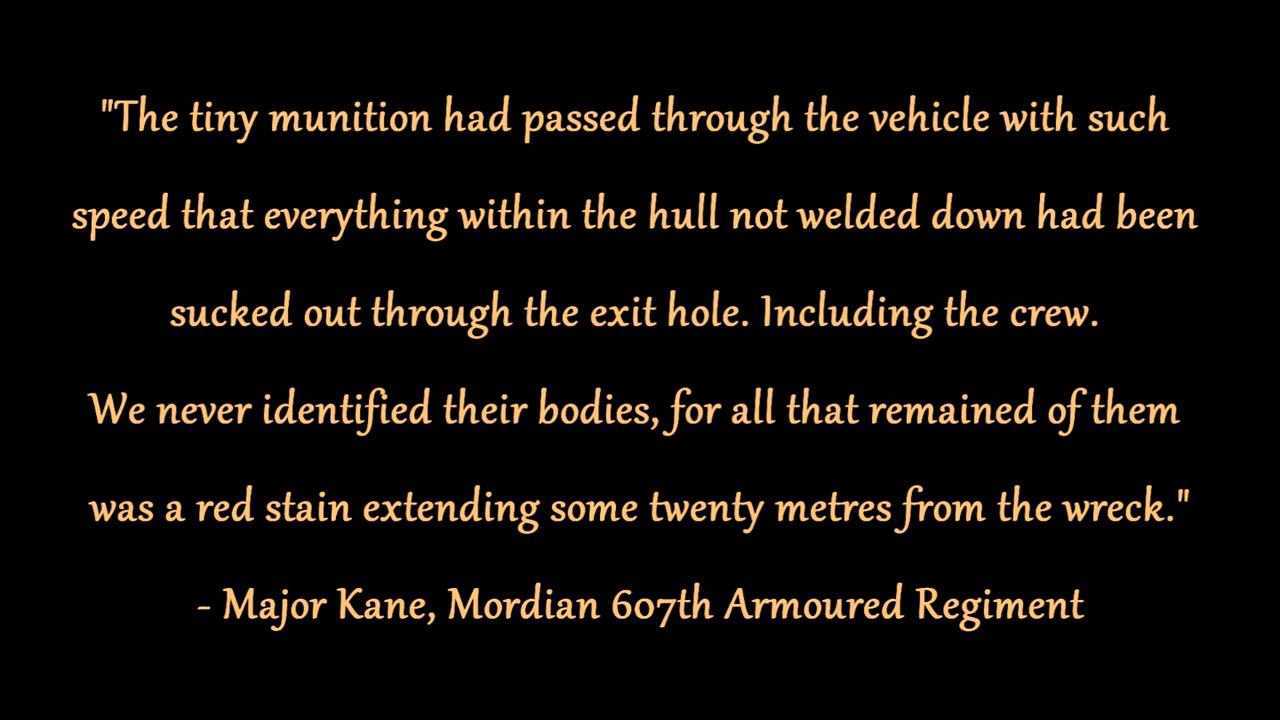 "The tiny munition had passed through the vehicle with such
speed that everything within the hull not welded down had been
sucked out through the exit hole. Including the crew.
We never identified their bodies, for all that remained of them
was a red stain extending some twenty metres from the wreck."
- Major Kane, Mordian 607th Armoured Regiment